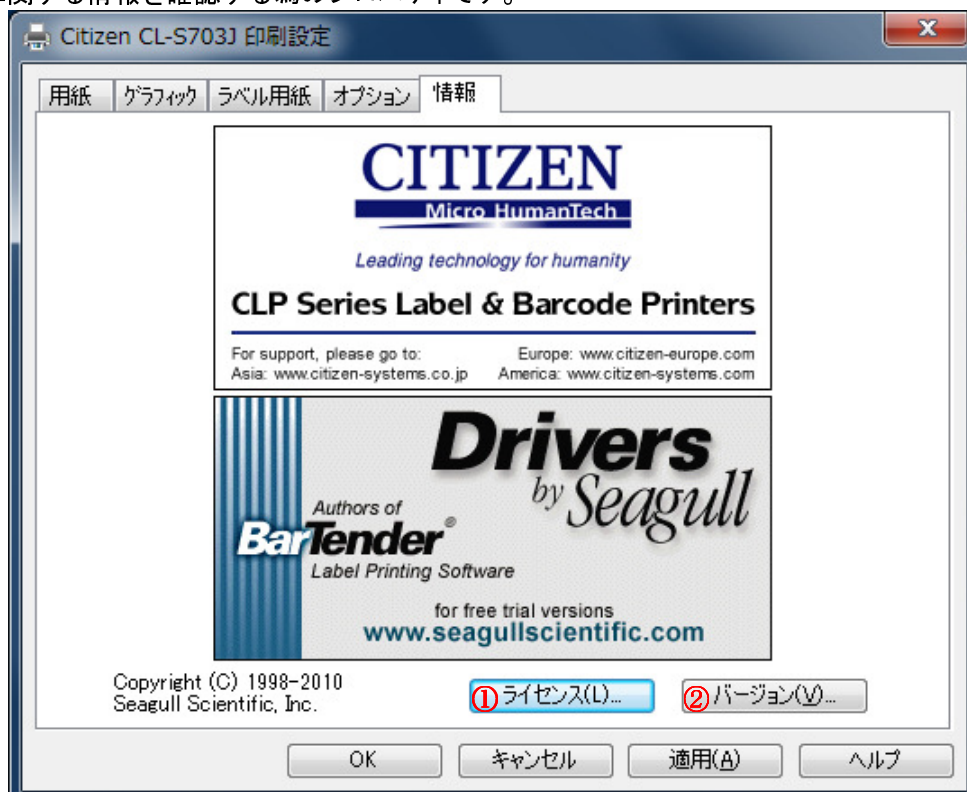 Citizen CL-S703J 印刷設定
用紙 グラフィック ラベル用紙 オプション 情報
CITIZEN
Micro HumanTech
Leading technology for humanity
CLP Series Label & Barcode Printers
For support, please go to: Europe: www.citizen-europe.com
Asia: www.citizen-systems.co.jp America: www.citizen-systems.com
Drivers
by Seagull
Authors of
BarTender®
Label Printing Software
for free trial versions
www.seagullscientific.com
Copyright (C) 1998-2010
Seagull Scientific, Inc.
①ライセンス(L)... ②バージョン(V)...
OK キャンセル 適用(A) ヘルプ